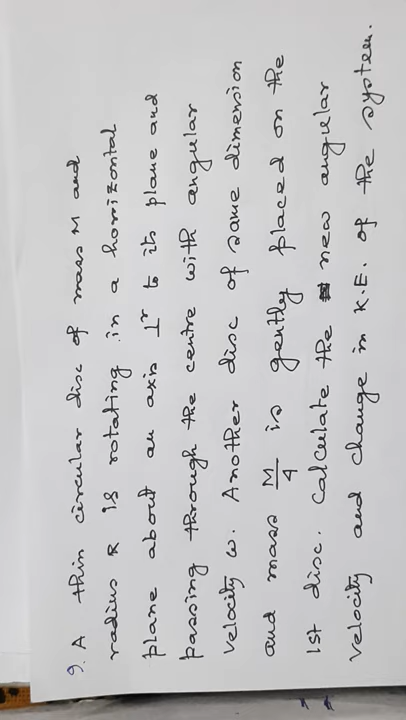 9. A thin circular disc of mass M and
radius R is rotating in a horizontal
plane about an axis ⊥r to its plane and
passing through the centre with angular
velocity ω. Another disc of same dimension
and mass M/4 is gently placed on the
1st disc. Calculate the new angular
velocity and change in K.E. of the system.